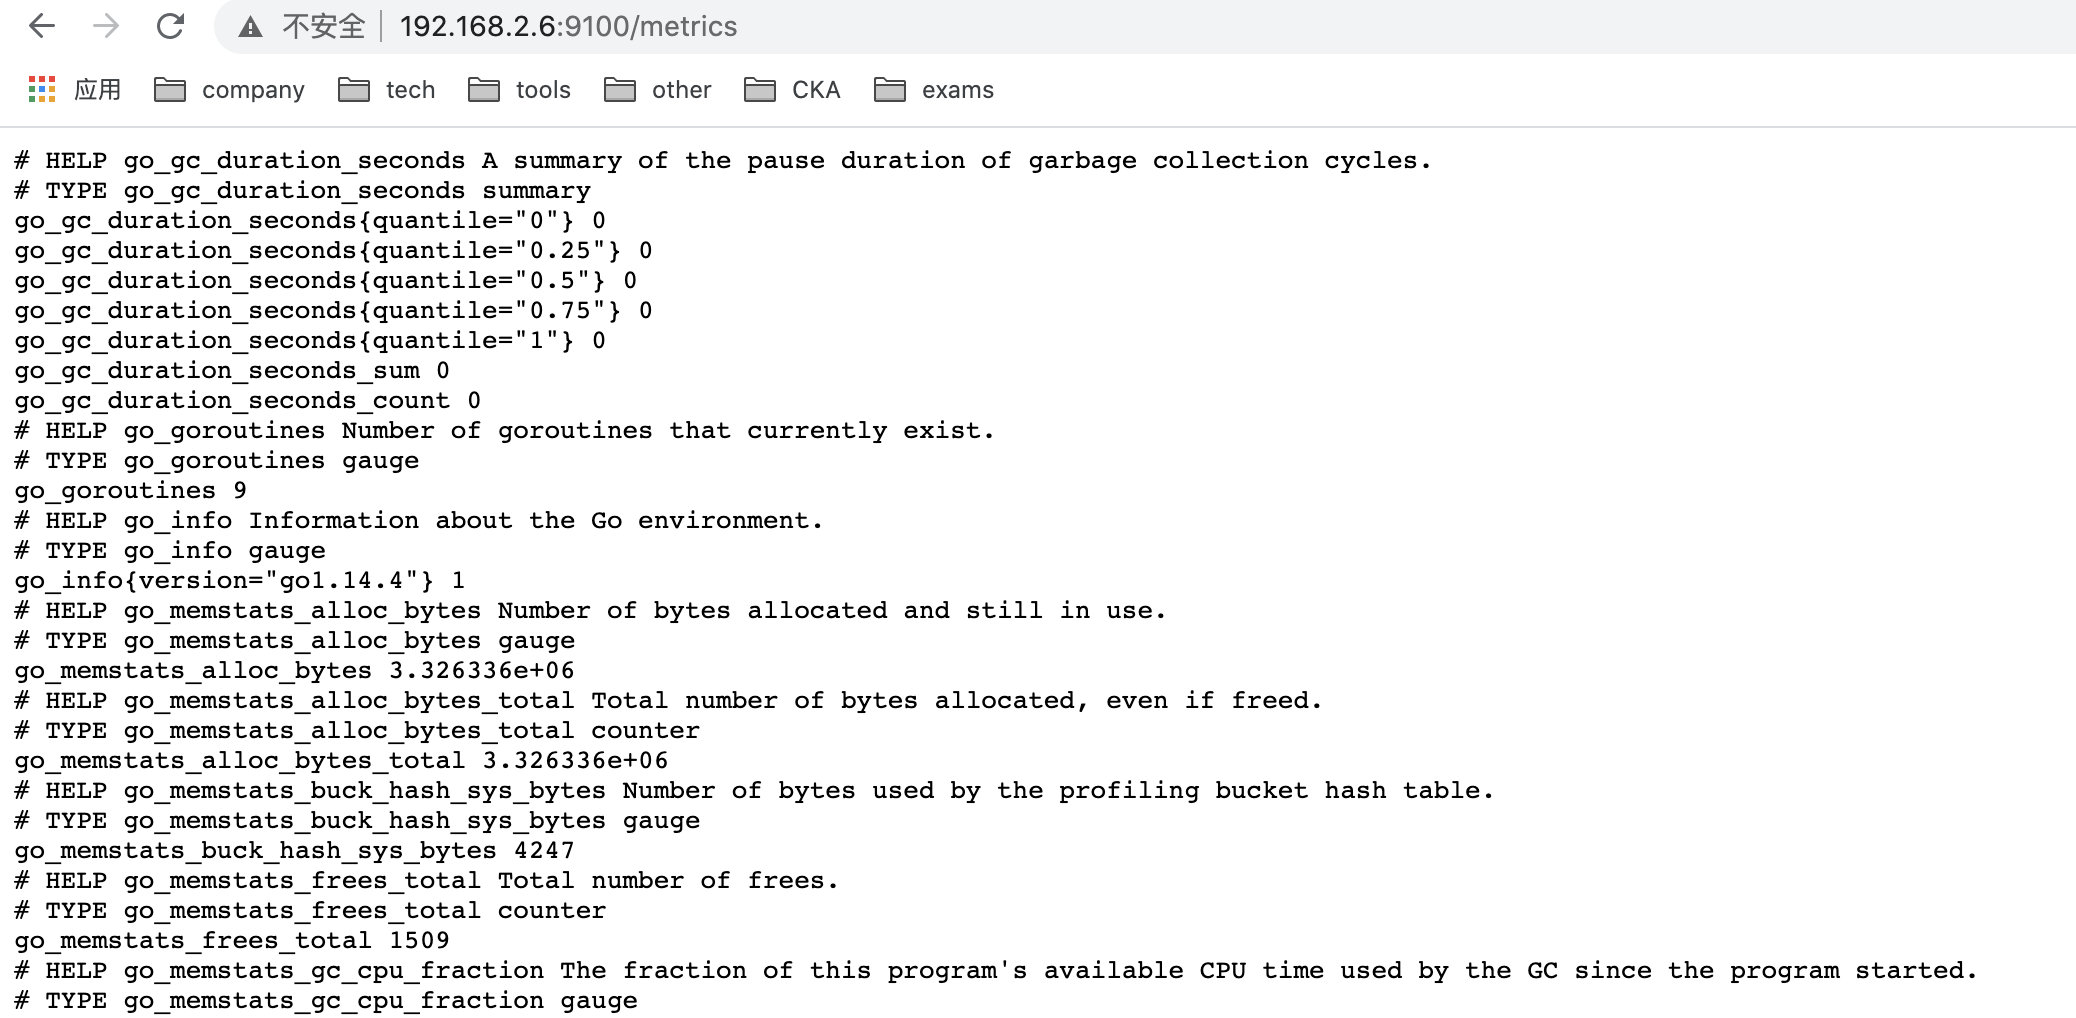 不安全 192.168.2.6:9100/metrics
应用 company tech tools other CKA exams
# HELP go_gc_duration_seconds A summary of the pause duration of garbage collection cycles.
# TYPE go_gc_duration_seconds summary
go_gc_duration_seconds{quantile="0"} 0
go_gc_duration_seconds{quantile="0.25"} 0
go_gc_duration_seconds{quantile="0.5"} 0
go_gc_duration_seconds{quantile="0.75"} 0
go_gc_duration_seconds{quantile="1"} 0
go_gc_duration_seconds_sum 0
go_gc_duration_seconds_count 0
# HELP go_goroutines Number of goroutines that currently exist.
# TYPE go_goroutines gauge
go_goroutines 9
# HELP go_info Information about the Go environment.
# TYPE go_info gauge
go_info{version="go1.14.4"} 1
# HELP go_memstats_alloc_bytes Number of bytes allocated and still in use.
# TYPE go_memstats_alloc_bytes gauge
go_memstats_alloc_bytes 3.326336e+06
# HELP go_memstats_alloc_bytes_total Total number of bytes allocated, even if freed.
# TYPE go_memstats_alloc_bytes_total counter
go_memstats_alloc_bytes_total 3.326336e+06
# HELP go_memstats_buck_hash_sys_bytes Number of bytes used by the profiling bucket hash table.
# TYPE go_memstats_buck_hash_sys_bytes gauge
go_memstats_buck_hash_sys_bytes 4247
# HELP go_memstats_frees_total Total number of frees.
# TYPE go_memstats_frees_total counter
go_memstats_frees_total 1509
# HELP go_memstats_gc_cpu_fraction The fraction of this program's available CPU time used by the GC since the program started.
# TYPE go_memstats_gc_cpu_fraction gauge